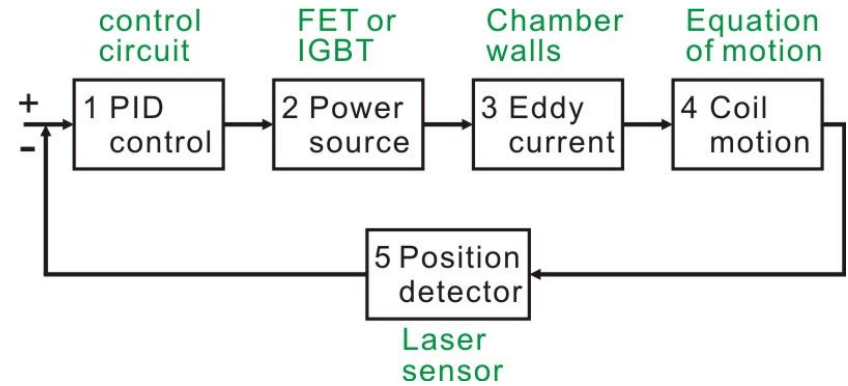 control
circuit
FET or
IGBT
Chamber
walls
Equation
of motion
+
-
1 PID
control
2 Power
source
3 Eddy
current
4 Coil
motion
5 Position
detector
Laser
sensor